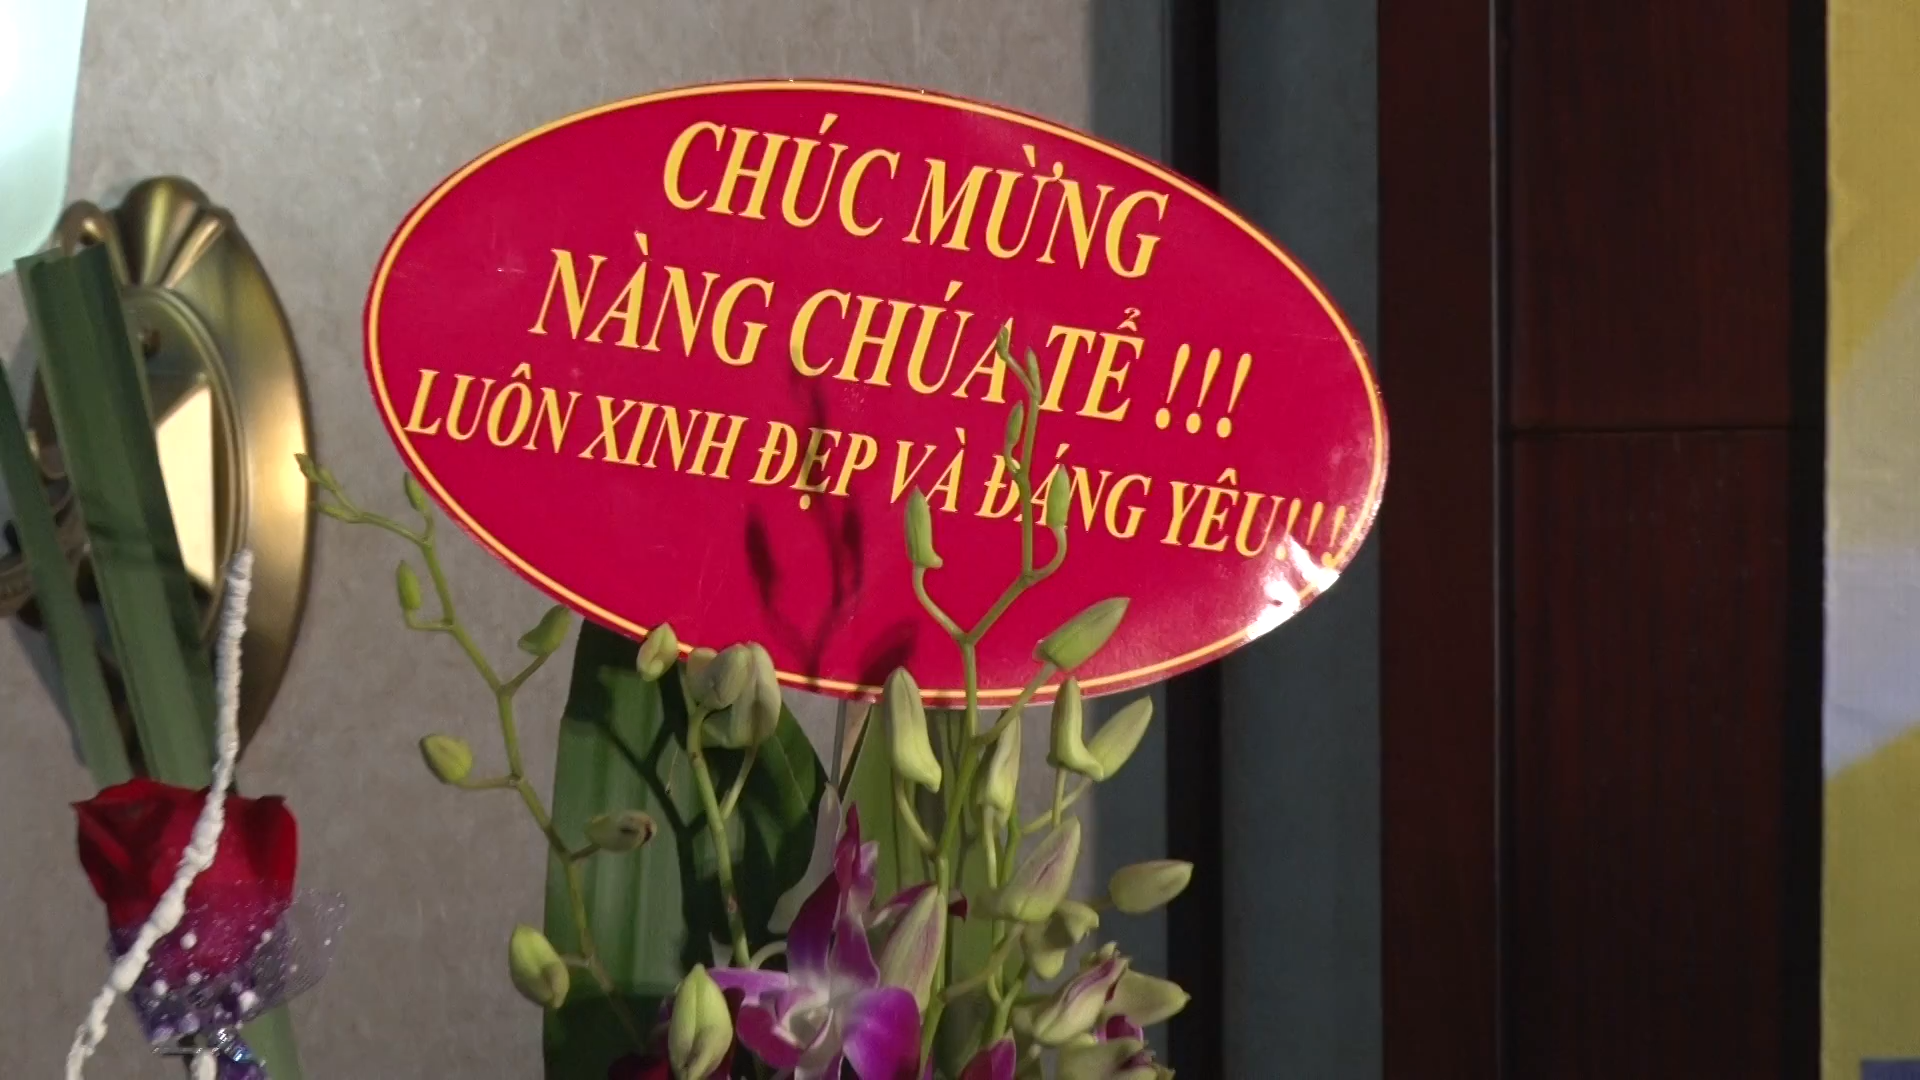 CHÚC MỪNG
NÀNG CHÚA TỂ !!!
LUÔN XINH ĐẸP VÀ ĐÁNG YÊU!!!